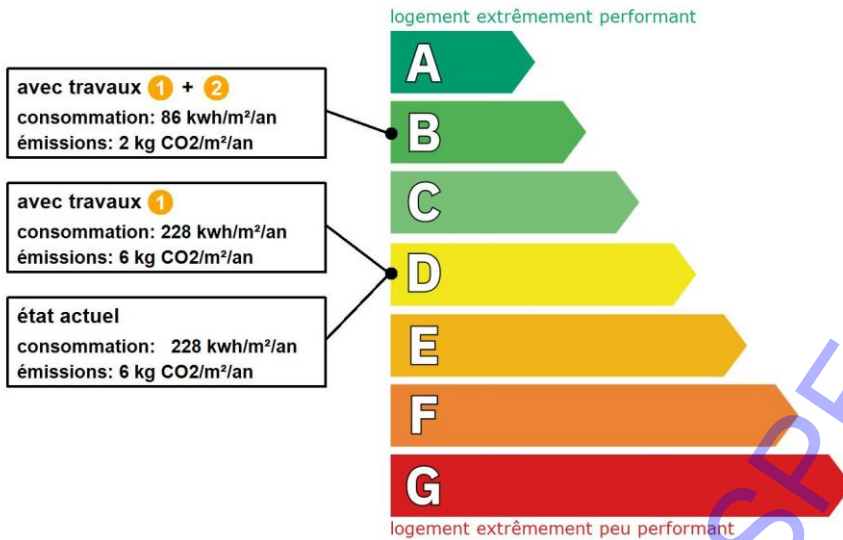 logement extrêmement performant
A
avec travaux 1 + 2
consommation: 86 kwh/m²/an
émissions: 2 kg CO2/m²/an
B
avec travaux 1
consommation: 228 kwh/m²/an
émissions: 6 kg CO2/m²/an
C
D
état actuel
consommation: 228 kwh/m²/an
émissions: 6 kg CO2/m²/an
E
F
G
logement extrêmement peu performant
SPE